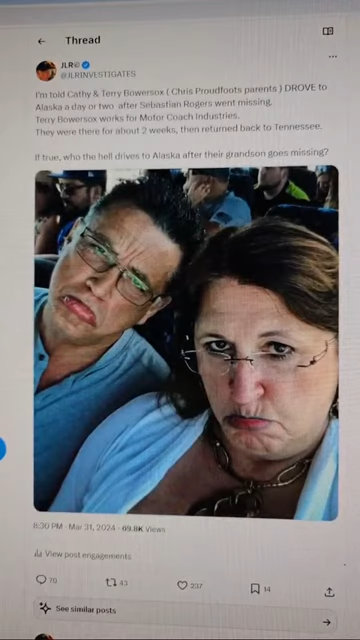 Thread
JLR®
@JLRINVESTIGATES
I'm told Cathy & Terry Bowersox ( Chris Proudfoots parents ) DROVE to
Alaska a day or two after Sebastian Rogers went missing.
Terry Bowersox works for Motor Coach Industries.
They were there for about 2 weeks, then returned back to Tennessee.
If true, who the hell drives to Alaska after their grandson goes missing?
8:30 PM · Mar 31, 2024 · 69.8K Views
View post engagements
70 43 237 14
See similar posts